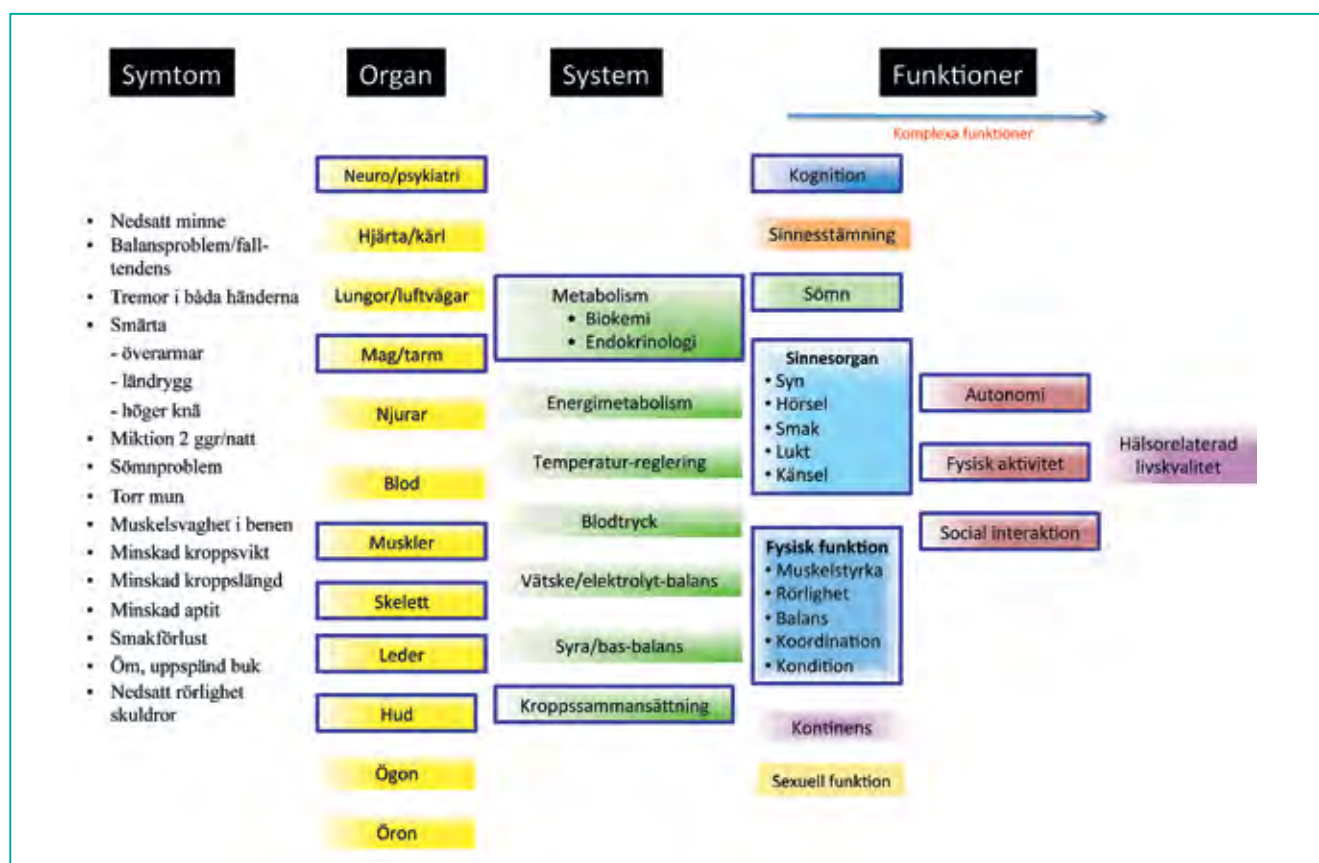 Symtom
Organ
System
Funktioner
Komplexa funktioner
• Nedsatt minne
• Balansproblem/fall-
tendens
• Tremor i båda händerna
• Smärta
- överarmar
- ländrygg
- höger knä
• Miktion 2 ggr/natt
• Sömnproblem
• Torr mun
• Muskelsvaghet i benen
• Minskad kroppsvikt
• Minskad kroppslängd
• Minskad aptit
• Smakförlust
• Öm, uppspänd buk
• Nedsatt rörlighet
skuldror
Neuro/psykiatri
Hjärta/kärl
Lungor/luftvägar
Mag/tarm
Njurar
Blod
Muskler
Skelett
Leder
Hud
Ögon
Öron
Metabolism
• Biokemi
• Endokrinologi
Energimetabolism
Temperatur-reglering
Blodtryck
Vätske/elektrolyt-balans
Syra/bas-balans
Kroppssammansättning
Kognition
Sinnesstämning
Sömn
Sinnesorgan
• Syn
• Hörsel
• Smak
• Lukt
• Känsel
Fysisk funktion
• Muskelstyrka
• Rörlighet
• Balans
• Koordination
• Kondition
Kontinens
Sexuell funktion
Autonomi
Fysisk aktivitet
Social interaktion
Hälsorelaterad
livskvalitet